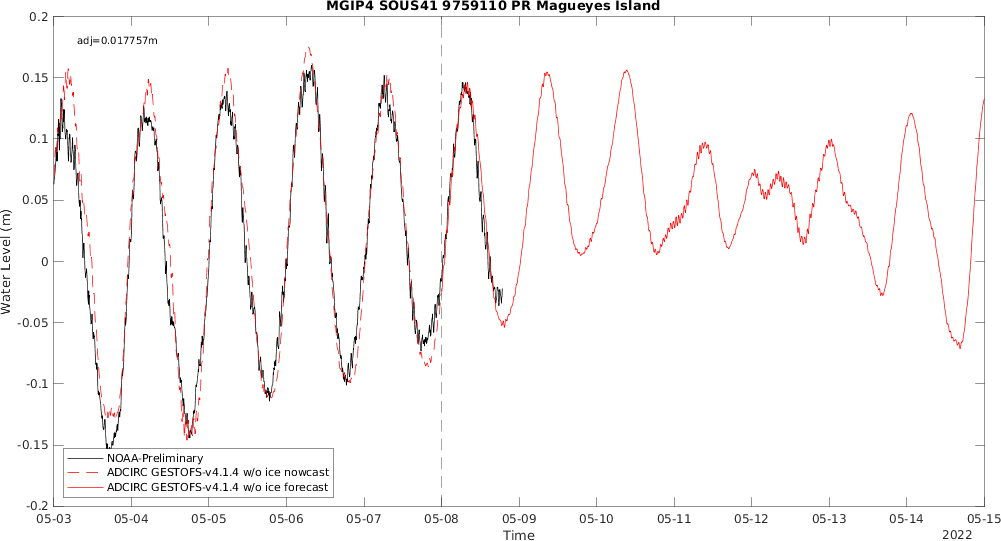 MGIP4 SOUS41 9759110 PR Magueyes Island
adj=0.017757m
0.2
0.15
0.1
0.05
0
-0.05
-0.1
-0.15
-0.2
Water Level (m)
NOAA-Preliminary
ADCIRC GESTOFS-v4.1.4 w/o ice nowcast
ADCIRC GESTOFS-v4.1.4 w/o ice forecast
05-03 05-04 05-05 05-06 05-07 05-08 05-09 05-10 05-11 05-12 05-13 05-14 05-15
Time
2022